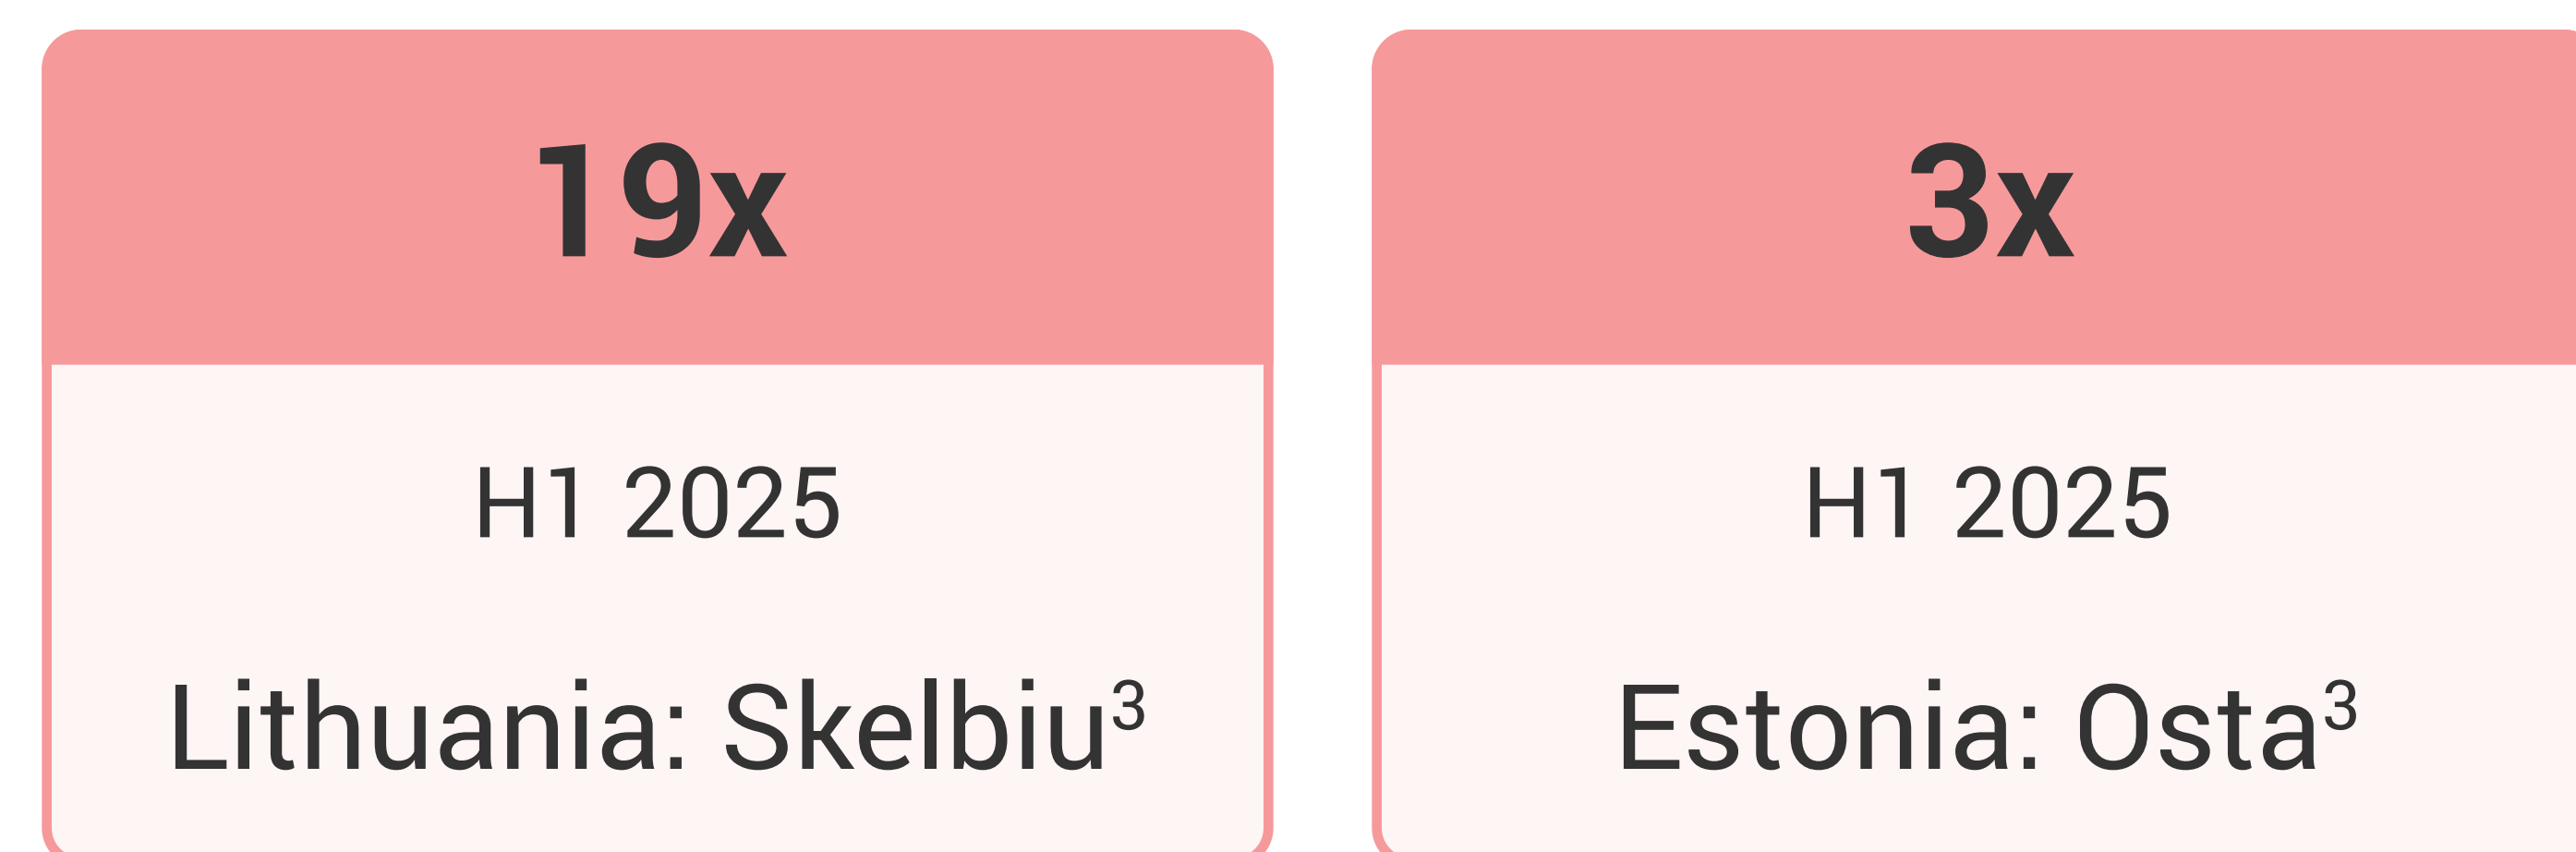 19x
H1 2025
Lithuania: Skelbiu³
3x
H1 2025
Estonia: Osta³